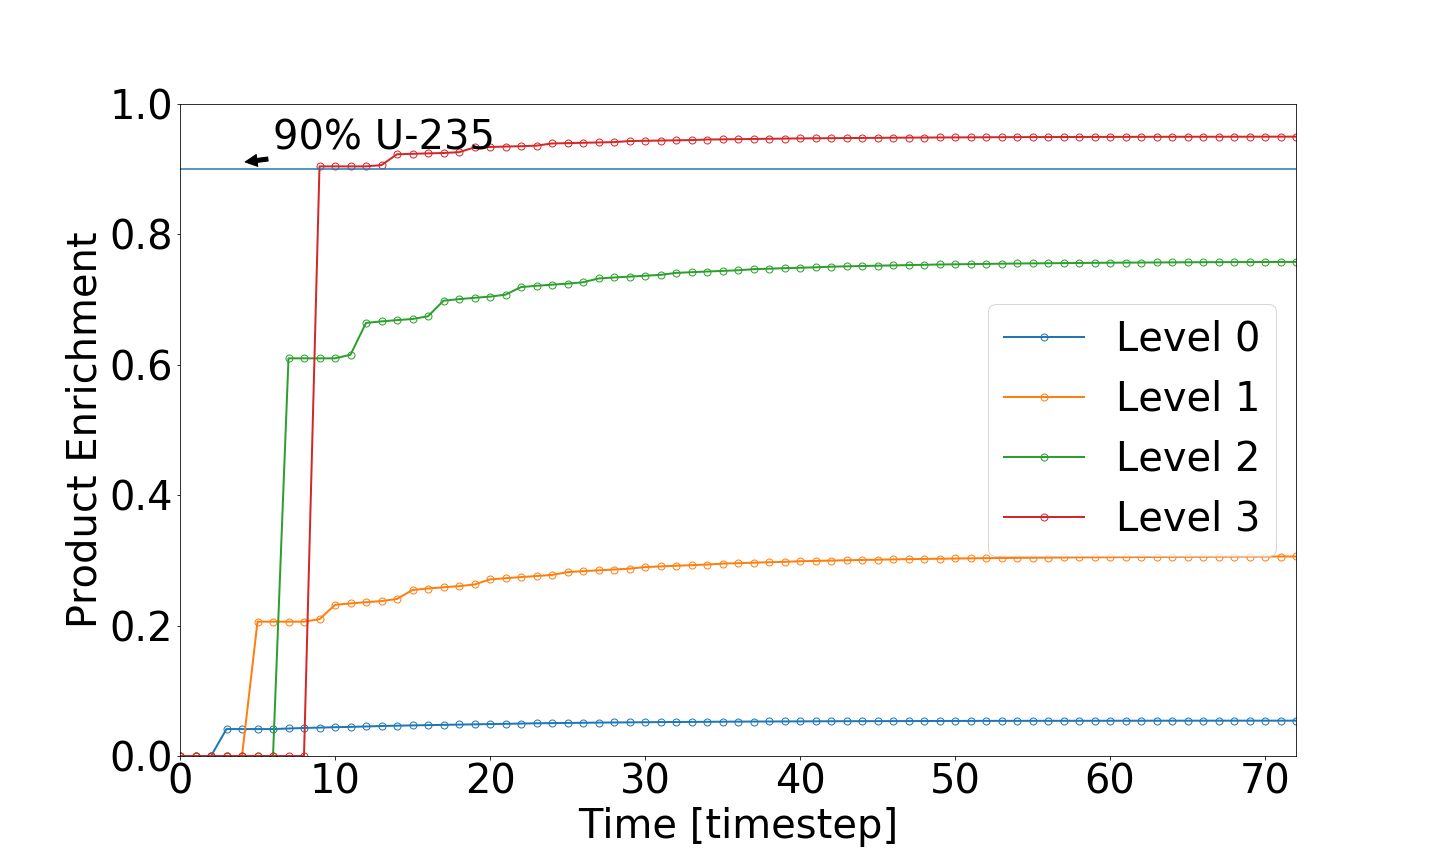 90% U-235
1.0
0.8
0.6
0.4
0.2
0.0
Product Enrichment
Level 0
Level 1
Level 2
Level 3
0 10 20 30 40 50 60 70
Time [timestep]